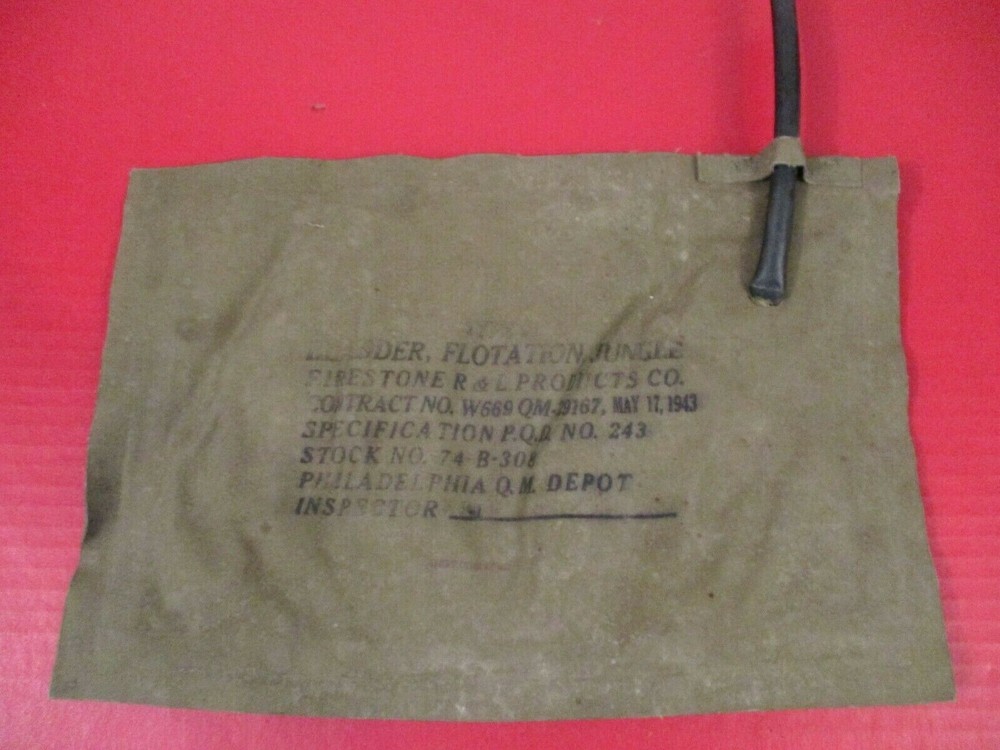 BLADDER, FLOTATION, JUNGLE
FIRESTONE R & L PRODUCTS CO.
CONTRACT NO. W669 QM-29167, MAY 17, 1943
SPECIFICATION P.Q.D. NO. 243
STOCK NO. 74-B-308
PHILADELPHIA Q.M. DEPOT
INSPECTOR